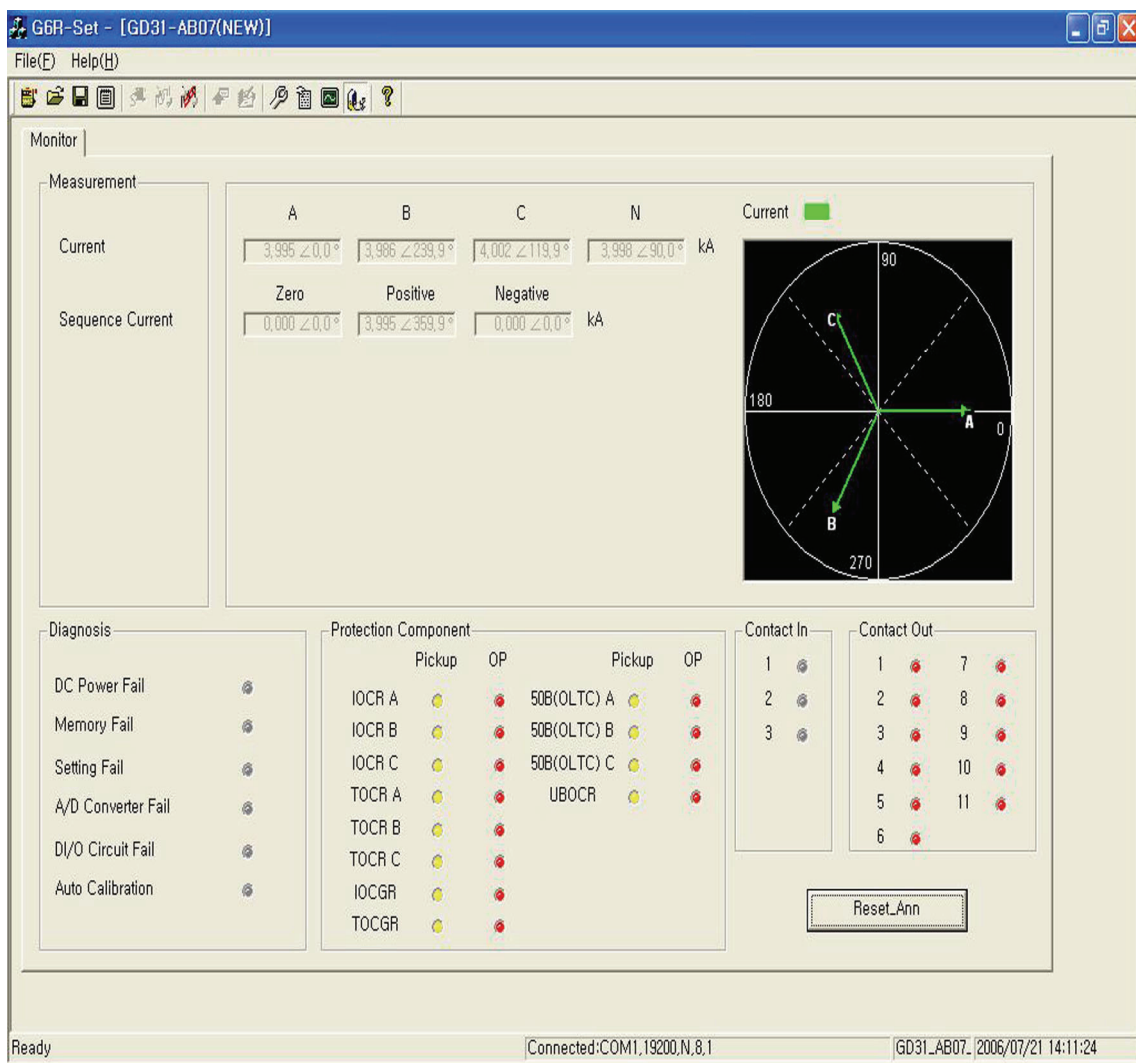 G6R-Set - [GD31-AB07(NEW)]
File(F) Help(H)
Monitor
Measurement
A B C N
Current
Current 3,995 ∠0,0° 3,986 ∠239,9° 4,002 ∠119,9° 3,998 ∠90,0° kA
Zero Positive Negative
Sequence Current 0,000 ∠0,0° 3,995 ∠359,9° 0,000 ∠0,0° kA
90
C
180
A
0
B
270
Diagnosis
DC Power Fail
Memory Fail
Setting Fail
A/D Converter Fail
DI/O Circuit Fail
Auto Calibration
Protection Component
Pickup OP Pickup OP
IOCR A 50B(OLTC) A
IOCR B 50B(OLTC) B
IOCR C 50B(OLTC) C
TOCR A UBOCR
TOCR B
TOCR C
IOCGR
TOCGR
Contact In
1
2
3
Contact Out
1 7
2 8
3 9
4 10
5 11
6
Reset_Ann
Ready Connected:COM1,19200,N,8,1 GD31_AB07_ 2006/07/21 14:11:24